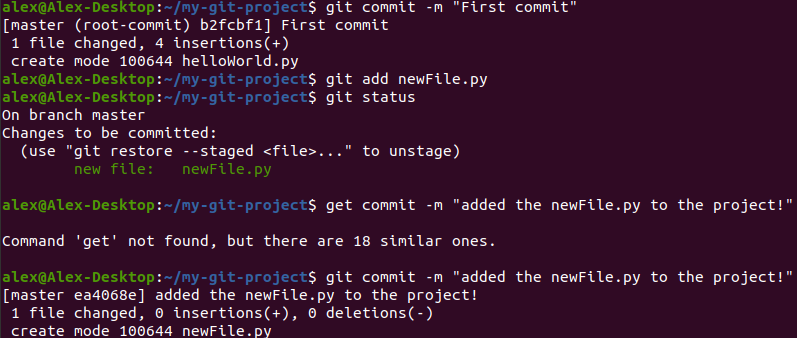 alex@Alex-Desktop:~/my-git-project$ git commit -m "First commit"
[master (root-commit) b2fcbf1] First commit
 1 file changed, 4 insertions(+)
 create mode 100644 helloWorld.py
alex@Alex-Desktop:~/my-git-project$ git add newFile.py
alex@Alex-Desktop:~/my-git-project$ git status
On branch master
Changes to be committed:
  (use "git restore --staged <file>..." to unstage)
        new file:   newFile.py
alex@Alex-Desktop:~/my-git-project$ get commit -m "added the newFile.py to the project!"
Command 'get' not found, but there are 18 similar ones.
alex@Alex-Desktop:~/my-git-project$ git commit -m "added the newFile.py to the project!"
[master ea4068e] added the newFile.py to the project!
 1 file changed, 0 insertions(+), 0 deletions(-)
 create mode 100644 newFile.py